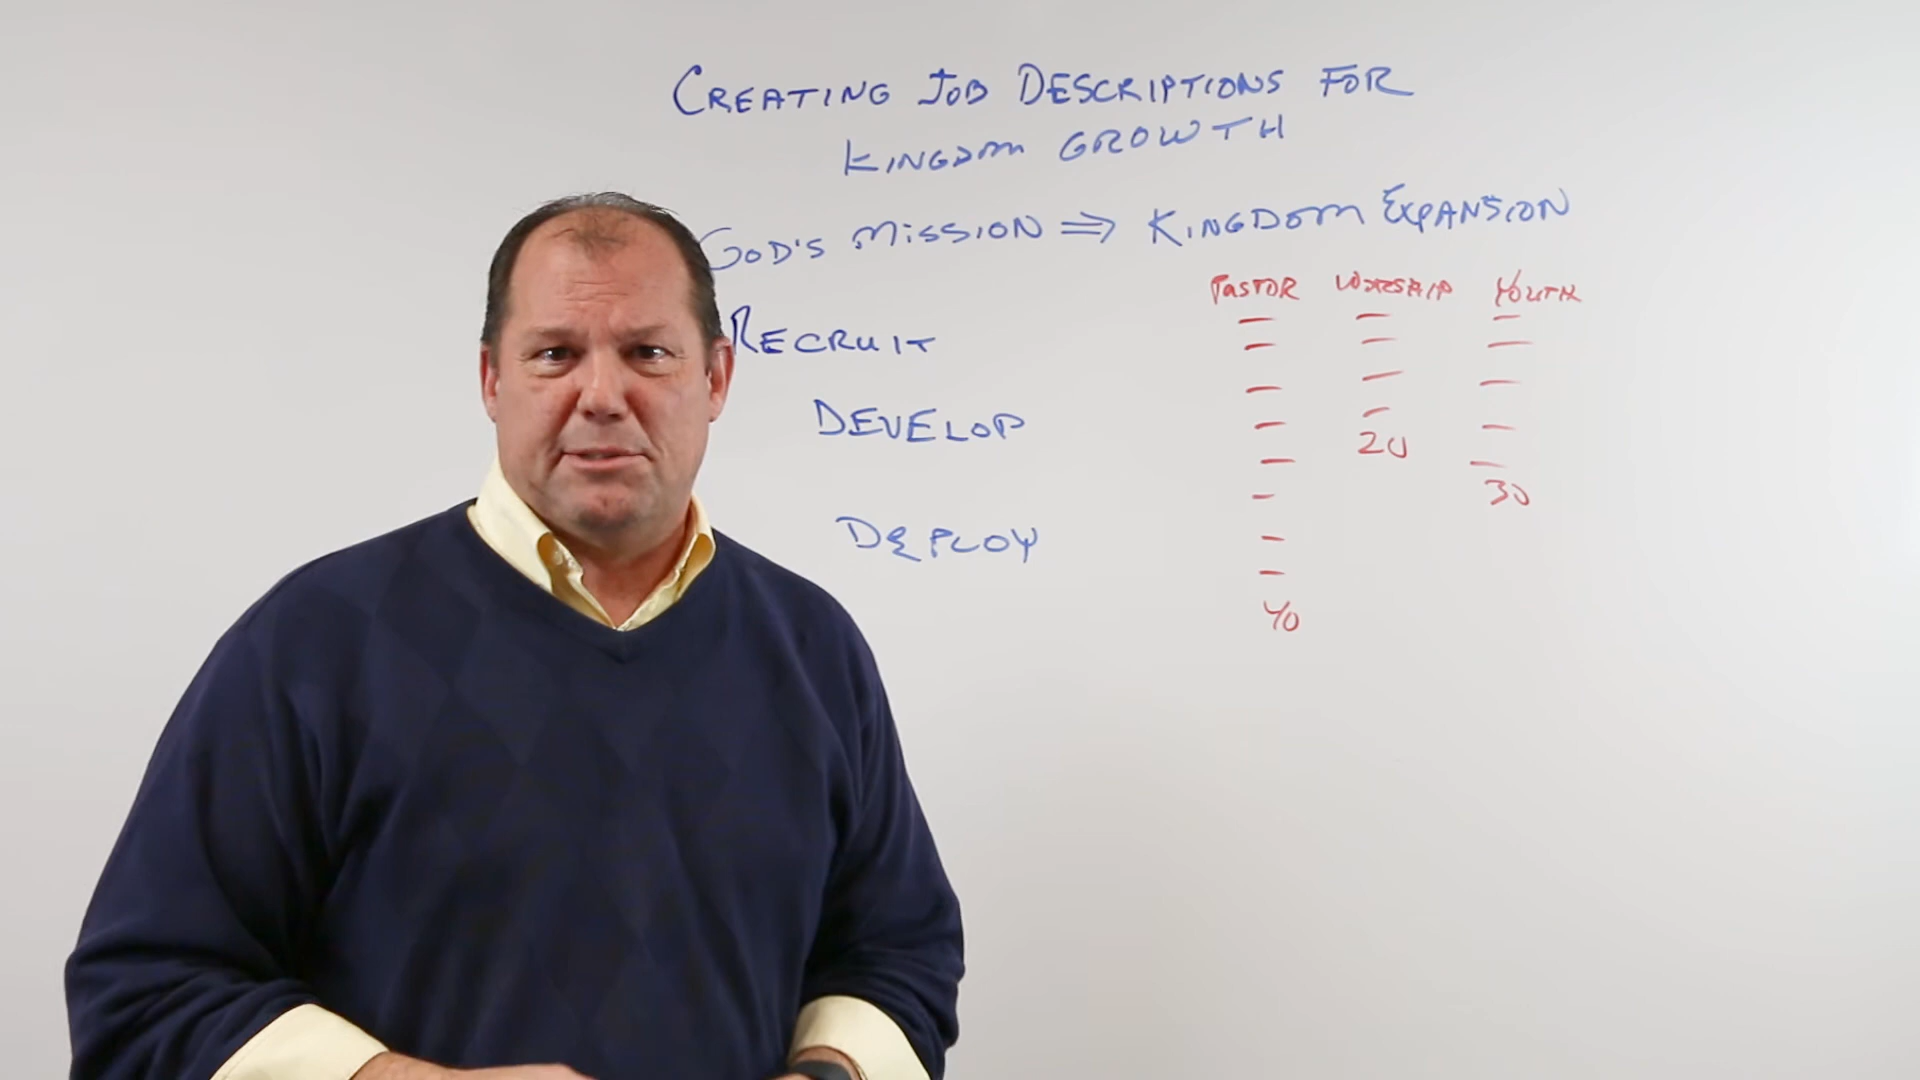 CREATING JOB DESCRIPTIONS FOR
KINGDOM GROWTH
GOD'S MISSION ⇒ KINGDOM EXPANSION
PASTOR WORSHIP YOUTH
RECRUIT
DEVELOP
20
30
DEPLOY
40